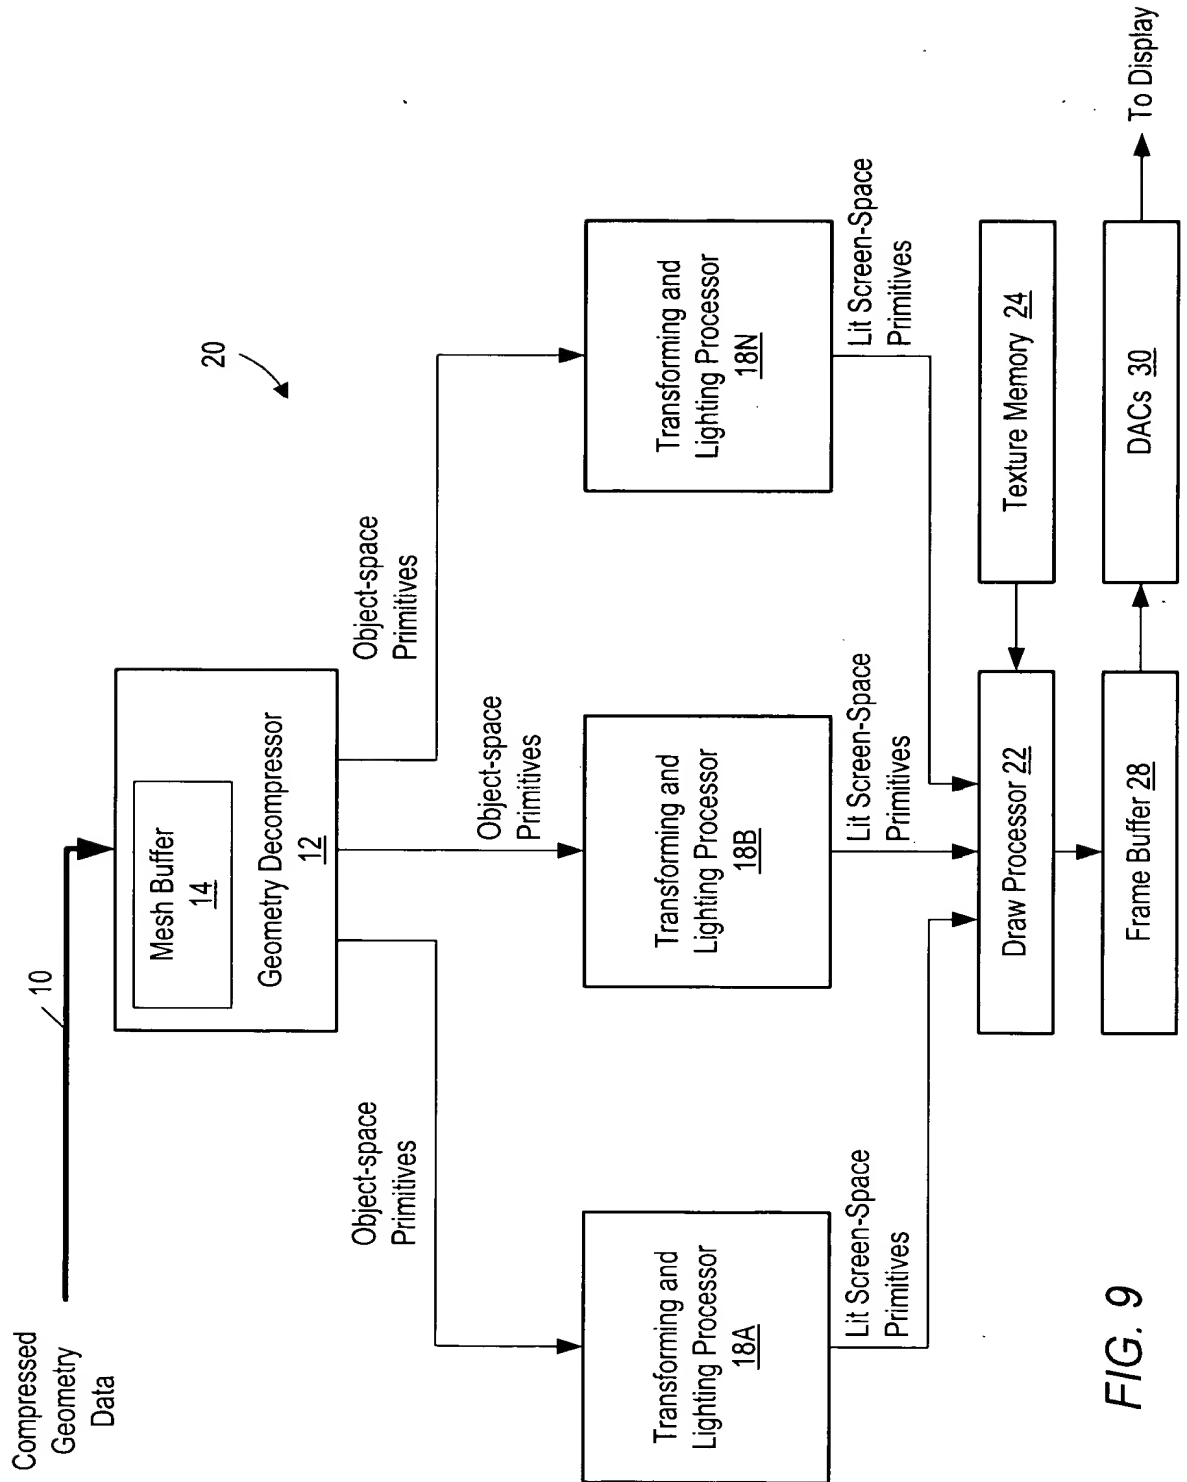 Compressed
Geometry
Data
10
Mesh Buffer
14
Geometry Decompressor
12
20
Object-space
Primitives
Object-space
Primitives
Object-space
Primitives
Transforming and
Lighting Processor
18A
Transforming and
Lighting Processor
18B
Transforming and
Lighting Processor
18N
Lit Screen-Space
Primitives
Lit Screen-Space
Primitives
Lit Screen-Space
Primitives
Draw Processor 22
Texture Memory 24
Frame Buffer 28
DACs 30
To Display
FIG. 9